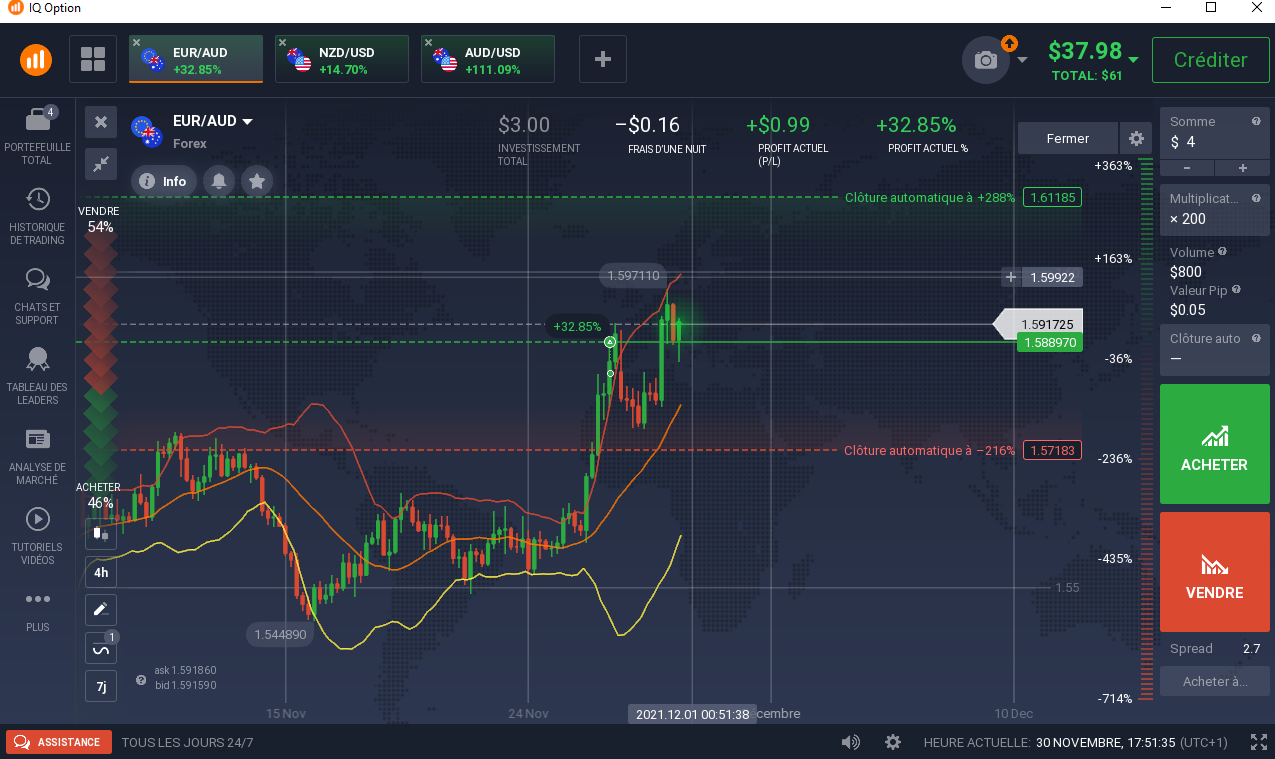 IQ Option
EUR/AUD
+32.85%
NZD/USD
+14.70%
AUD/USD
+111.09%
$37.98
TOTAL: $61
Créditer
4
PORTEFEUILLE
TOTAL
HISTORIQUE
DE TRADING
CHATS ET
SUPPORT
TABLEAU DES
LEADERS
ANALYSE DE
MARCHÉ
TUTORIELS
VIDÉOS
PLUS
EUR/AUD
Forex
Info
$3.00
INVESTISSEMENT
TOTAL
−$0.16
FRAIS D'UNE NUIT
+$0.99
PROFIT ACTUEL
(P/L)
+32.85%
PROFIT ACTUEL %
Fermer
VENDRE
54%
ACHETER
46%
4h
1
7j
Clôture automatique à +288%
1.61185
1.597110
+ 1.59922
+32.85%
1.591725
1.588970
Clôture automatique à −216%
1.57183
1.55
1.544890
ask 1.591860
bid 1.591590
15 Nov
24 Nov
2021.12.01 00:51:38
cembre
10 Dec
+363%
+163%
-36%
-236%
-435%
-714%
Somme
$ 4
− +
Multiplicat...
× 200
Volume
$800
Valeur Pip
$0.05
Clôture auto
—
ACHETER
VENDRE
Spread 2.7
Acheter à...
ASSISTANCE
TOUS LES JOURS 24/7
HEURE ACTUELLE: 30 NOVEMBRE, 17:51:35 (UTC+1)